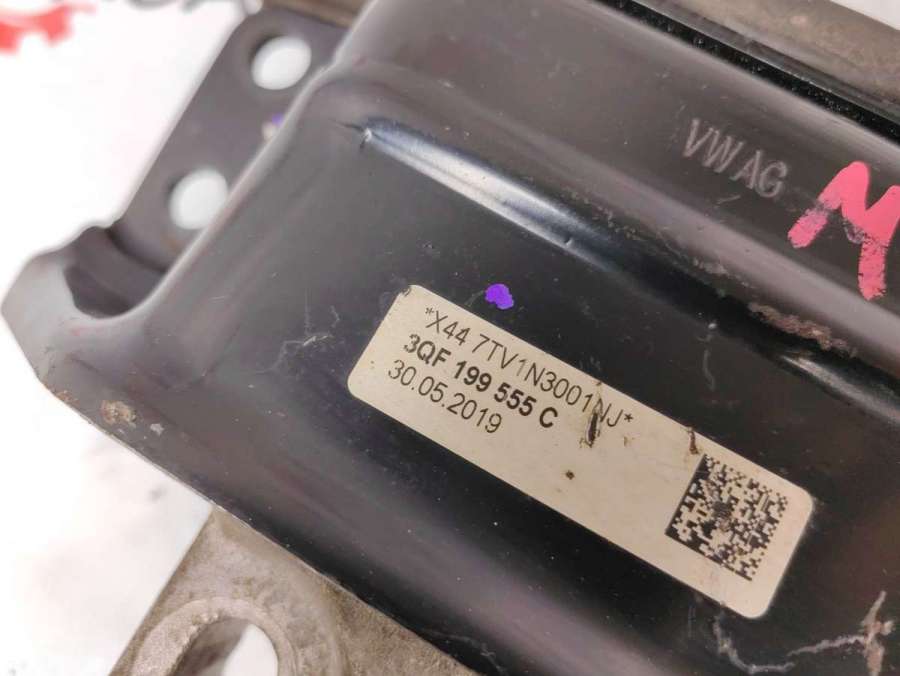 VW AG
M
*X44 7TV1N3001NJ*
3QF 199 555 C
30.05.2019